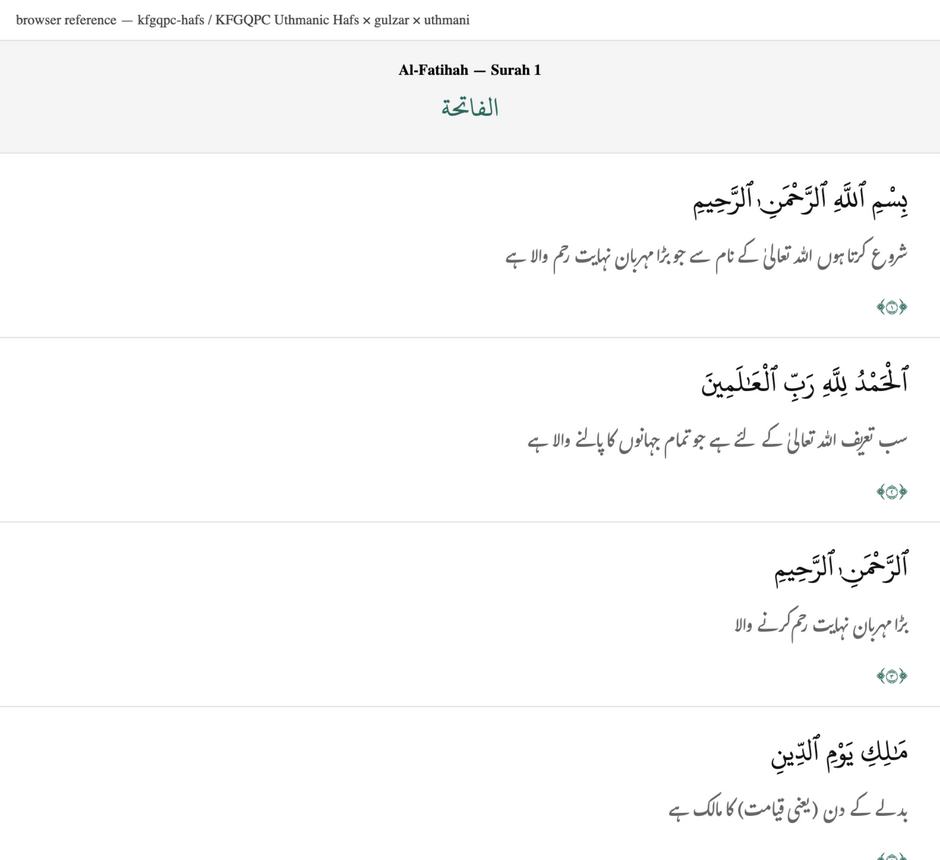 browser reference — kfgqpc-hafs / KFGQPC Uthmanic Hafs × gulzar × uthmani
Al-Fatihah — Surah 1
الفاتحة
بِسْمِ ٱللَّهِ ٱلرَّحْمَٰنِ ٱلرَّحِيمِ
شروع کرتا ہوں اللہ تعالیٰ کے نام سے جو بڑا مہربان نہایت رحم والا ہے
﴿١﴾
ٱلْحَمْدُ لِلَّهِ رَبِّ ٱلْعَٰلَمِينَ
سب تعریف اللہ تعالیٰ کے لئے ہے جو تمام جہانوں کا پالنے والا ہے
﴿٢﴾
ٱلرَّحْمَٰنِ ٱلرَّحِيمِ
بڑا مہربان نہایت رحم کرنے والا
﴿٣﴾
مَٰلِكِ يَوْمِ ٱلدِّينِ
بدلے کے دن (یعنی قیامت) کا مالک ہے